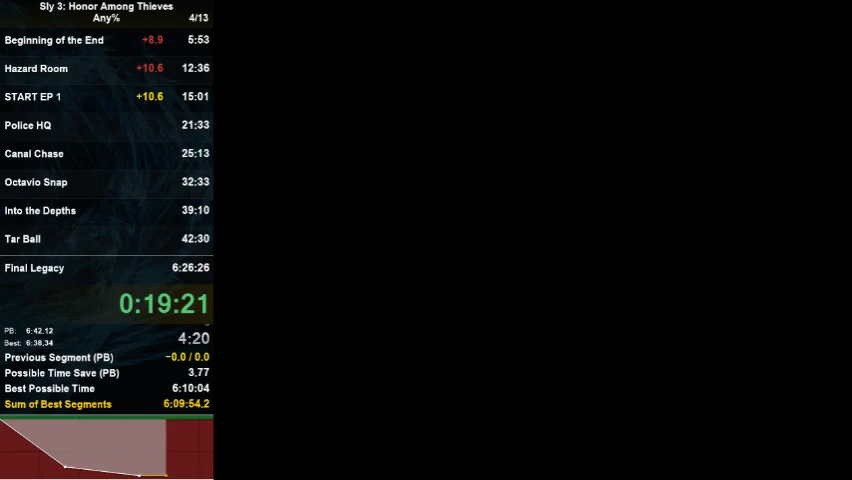 Sly 3: Honor Among Thieves
Any% 4/13
Beginning of the End +8.9 5:53
Hazard Room +10.6 12:36
START EP 1 +10.6 15:01
Police HQ 21:33
Canal Chase 25:13
Octavio Snap 32:33
Into the Depths 39:10
Tar Ball 42:30
Final Legacy 6:26:26
0:19:21
PB: 6:42.12
Best: 6:38.34
4:20
Previous Segment (PB) −0.0 / 0.0
Possible Time Save (PB) 3.77
Best Possible Time 6:10:04
Sum of Best Segments 6:09:54.2